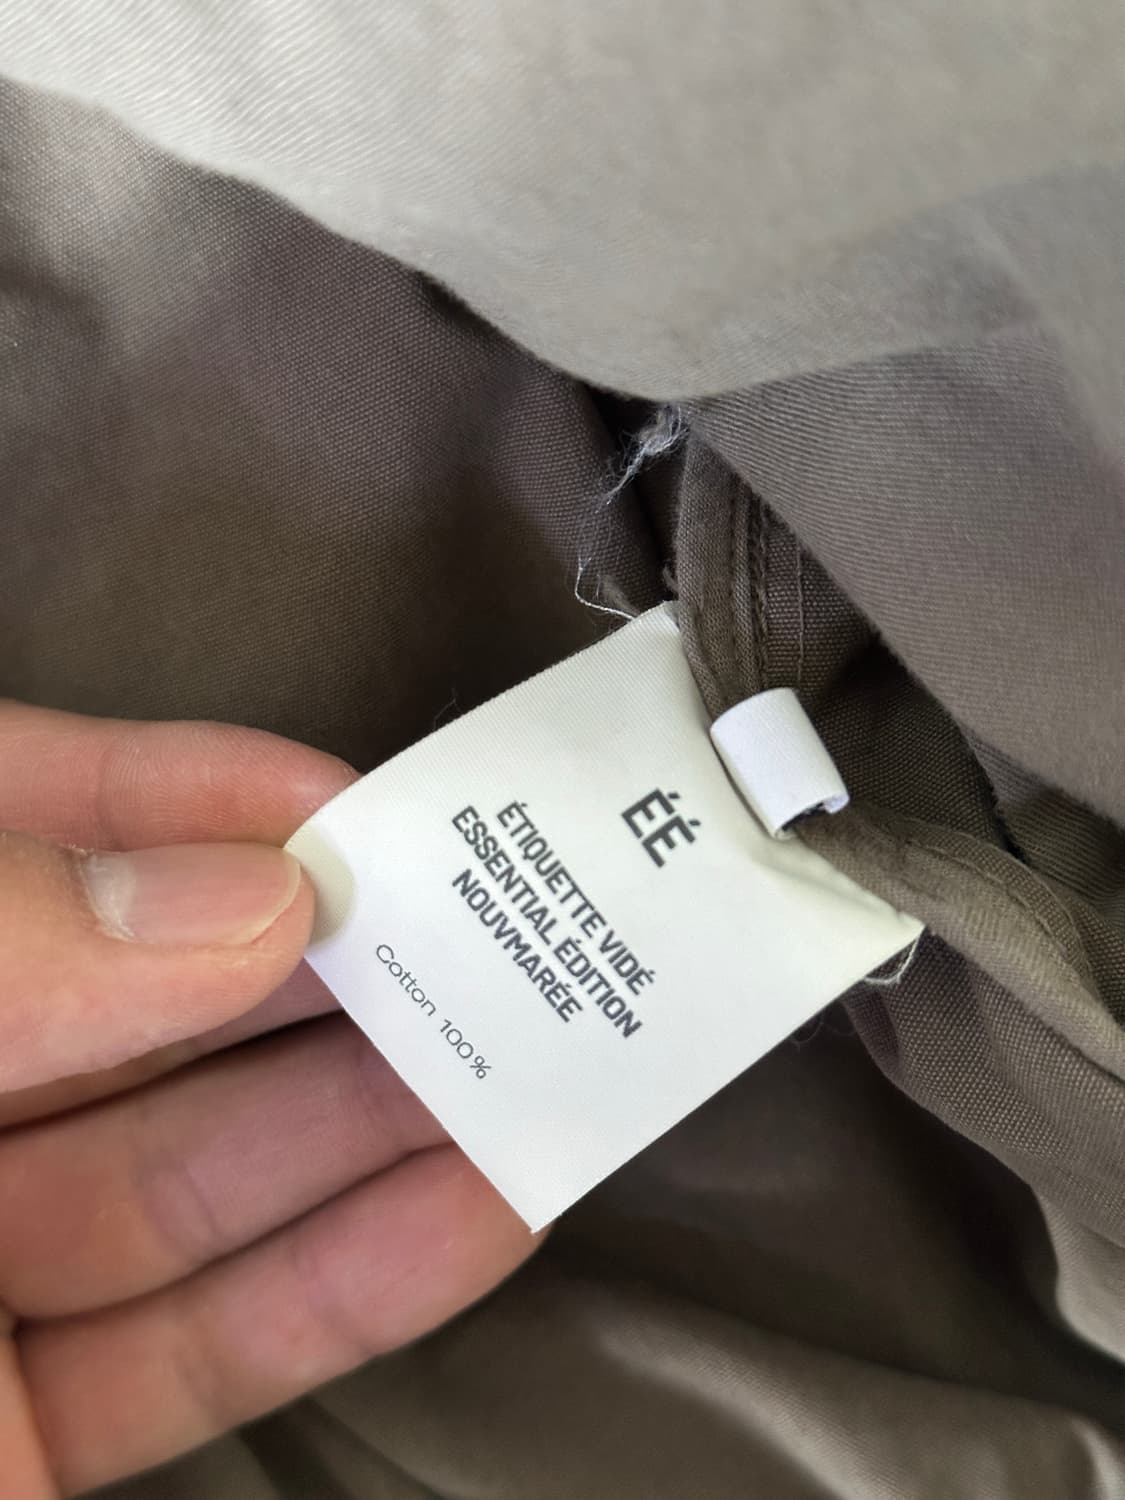 ÉÉ
ÉTIQUETTE VIDÉ
ESSENTIAL ÉDITION
NOUVMARÉE
Cotton 100%